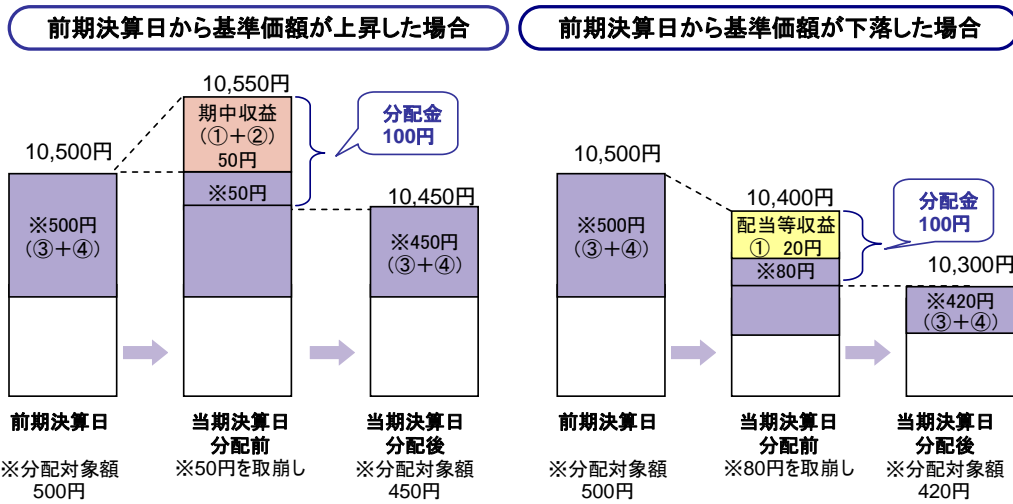 前期決算日から基準価額が上昇した場合
10,550円
期中収益
(①+②)
50円
分配金
100円
10,500円
※50円
10,450円
※500円
(③+④)
※450円
(③+④)
前期決算日
当期決算日
分配前
当期決算日
分配後
※分配対象額
500円
※50円を取崩し
※分配対象額
450円
前期決算日から基準価額が下落した場合
10,500円
10,400円
分配金
100円
※500円
(③+④)
配当等収益
① 20円
※80円
10,300円
※420円
(③+④)
前期決算日
当期決算日
分配前
当期決算日
分配後
※分配対象額
500円
※80円を取崩し
※分配対象額
420円